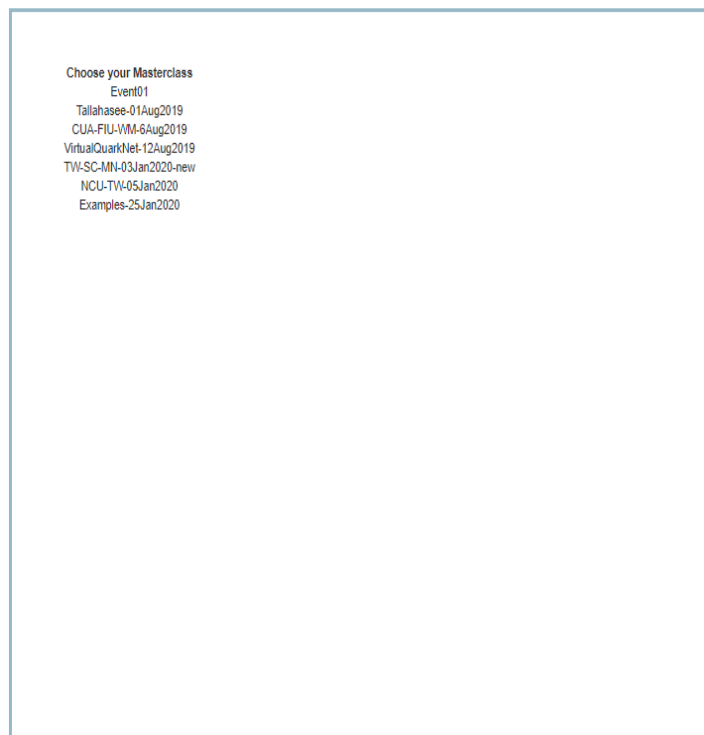 Choose your Masterclass
Event01
Tallahasee-01Aug2019
CUA-FIU-WM-6Aug2019
VirtualQuarkNet-12Aug2019
TW-SC-MN-03Jan2020-new
NCU-TW-05Jan2020
Examples-25Jan2020